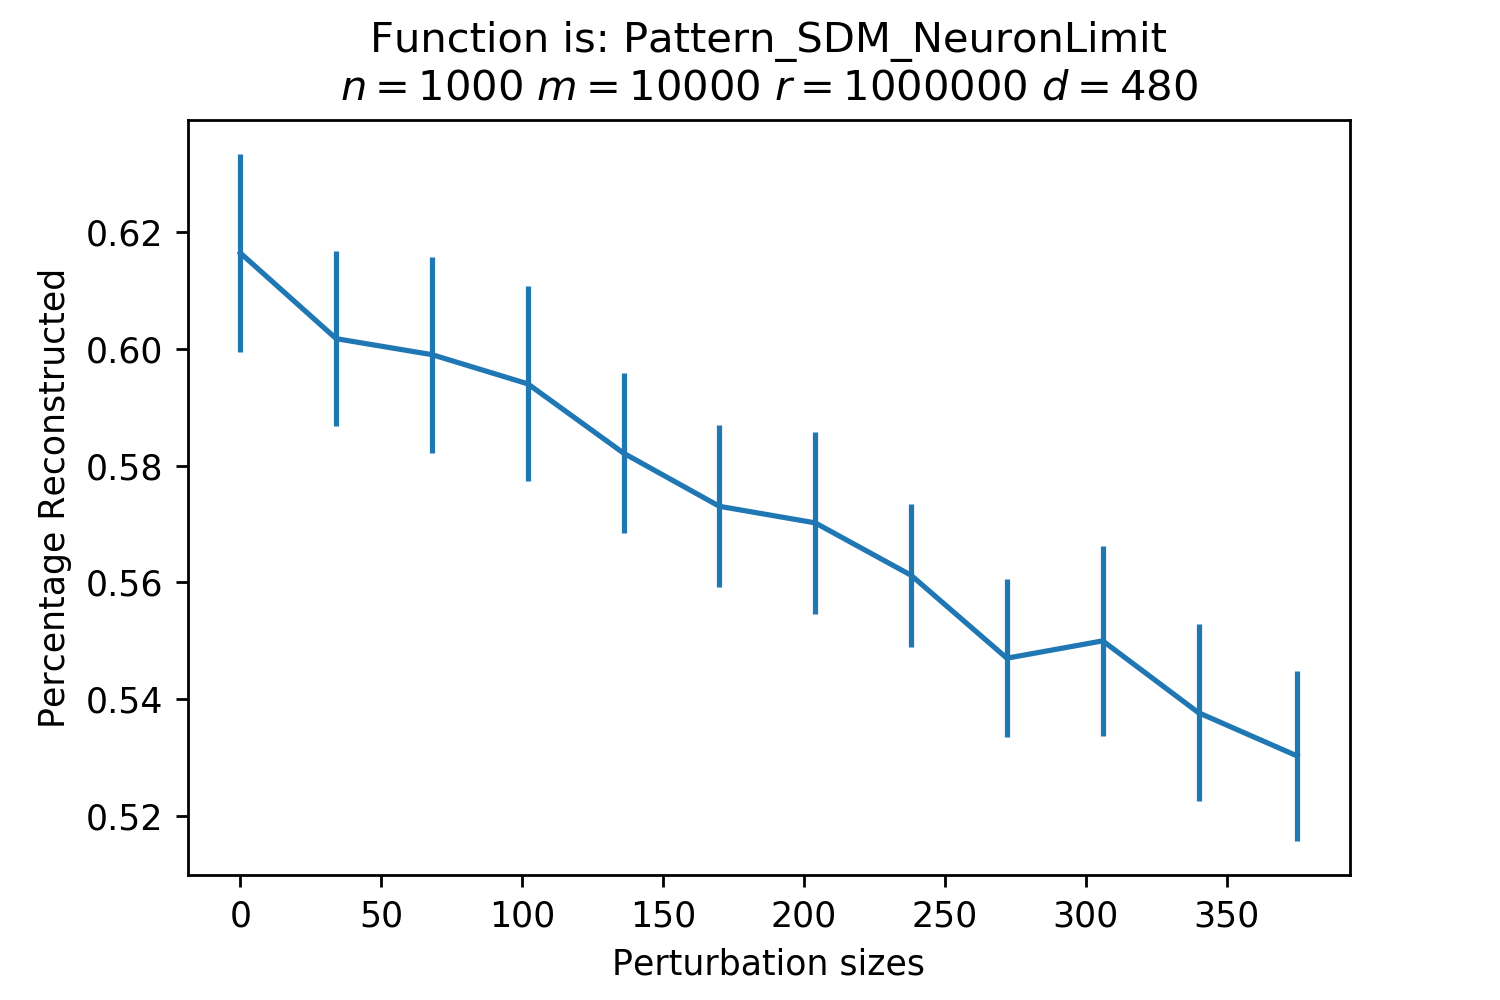 Function is: Pattern_SDM_NeuronLimit
n = 1000 m = 10000 r = 1000000 d = 480
Percentage Reconstructed
0.62
0.60
0.58
0.56
0.54
0.52
0 50 100 150 200 250 300 350
Perturbation sizes